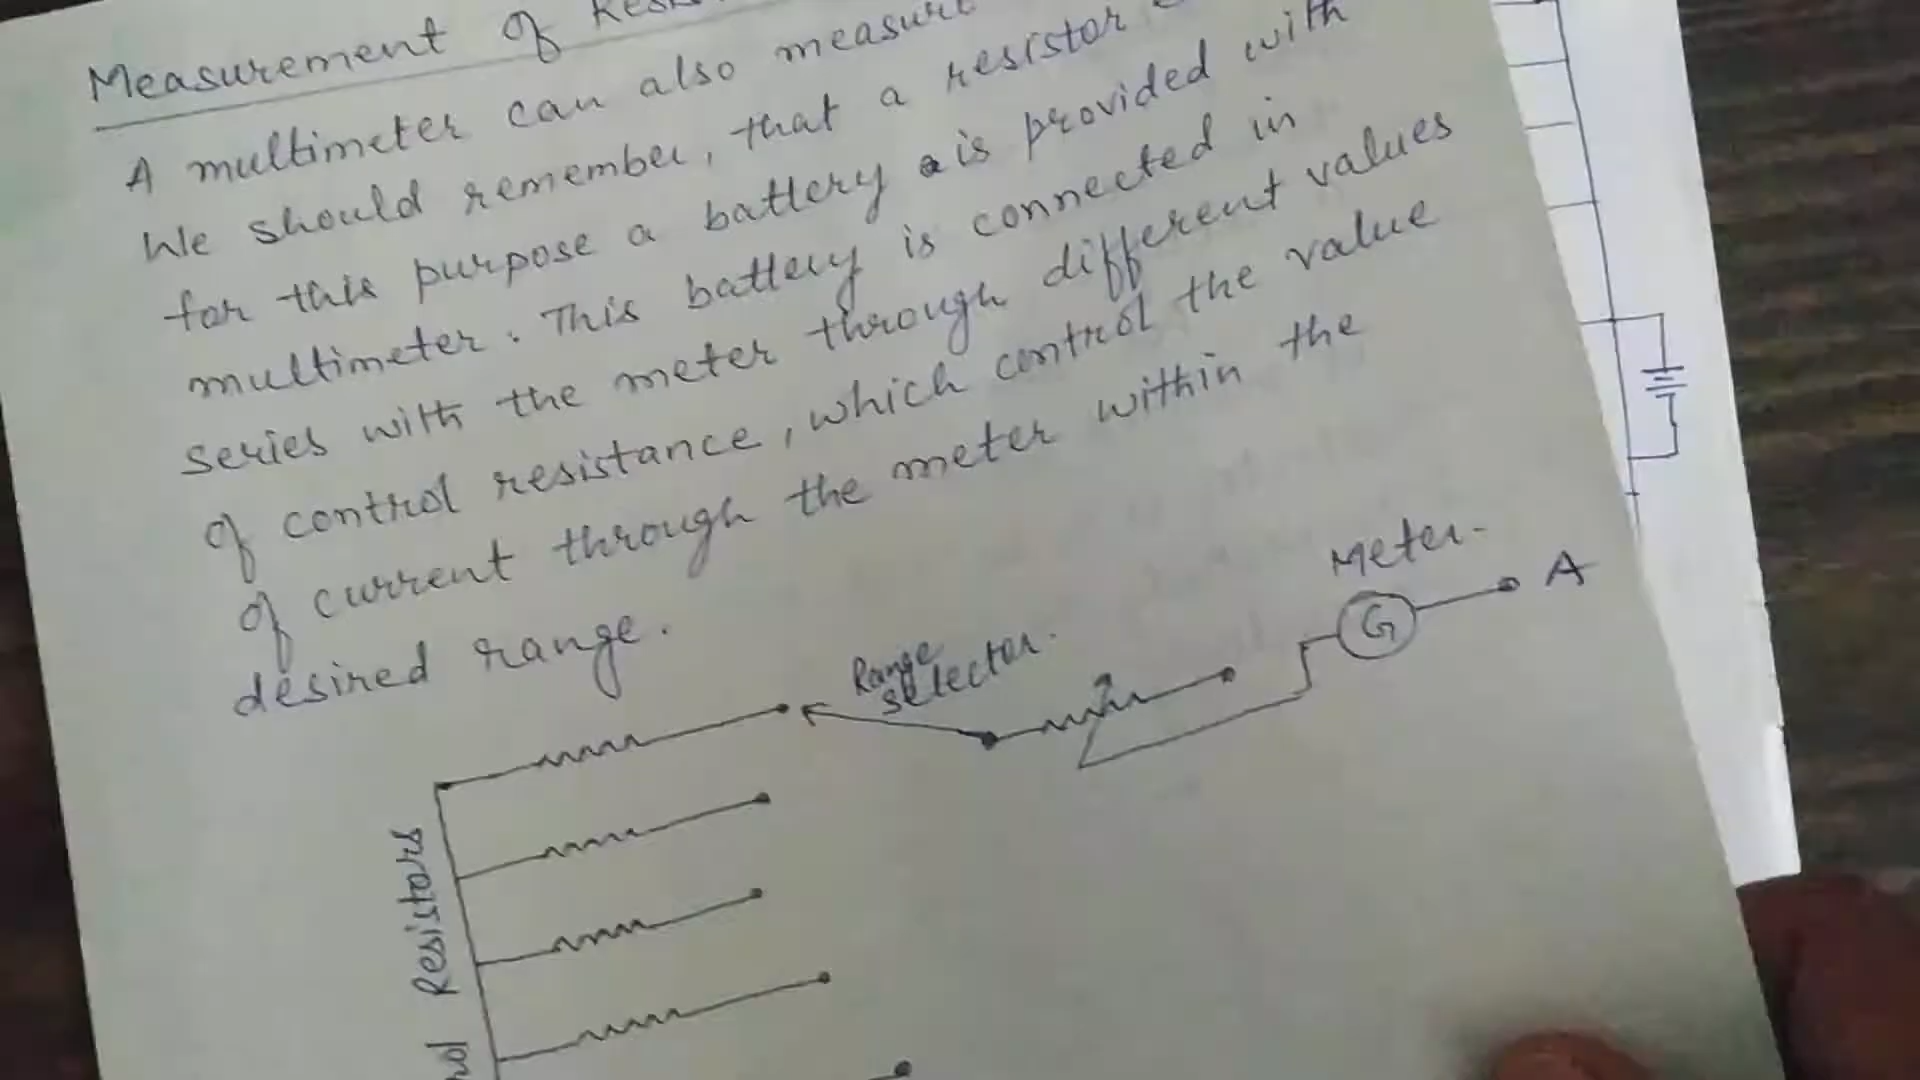 Measurement of
A multimeter can also measure
We should remember, that a resistor
for this purpose a battery is provided with
multimeter. This battery is connected in
series with the meter through different values
of control resistance, which control the value
of current through the meter within the
desired range.
Meter.
G
A
Range
selector.
Resistors